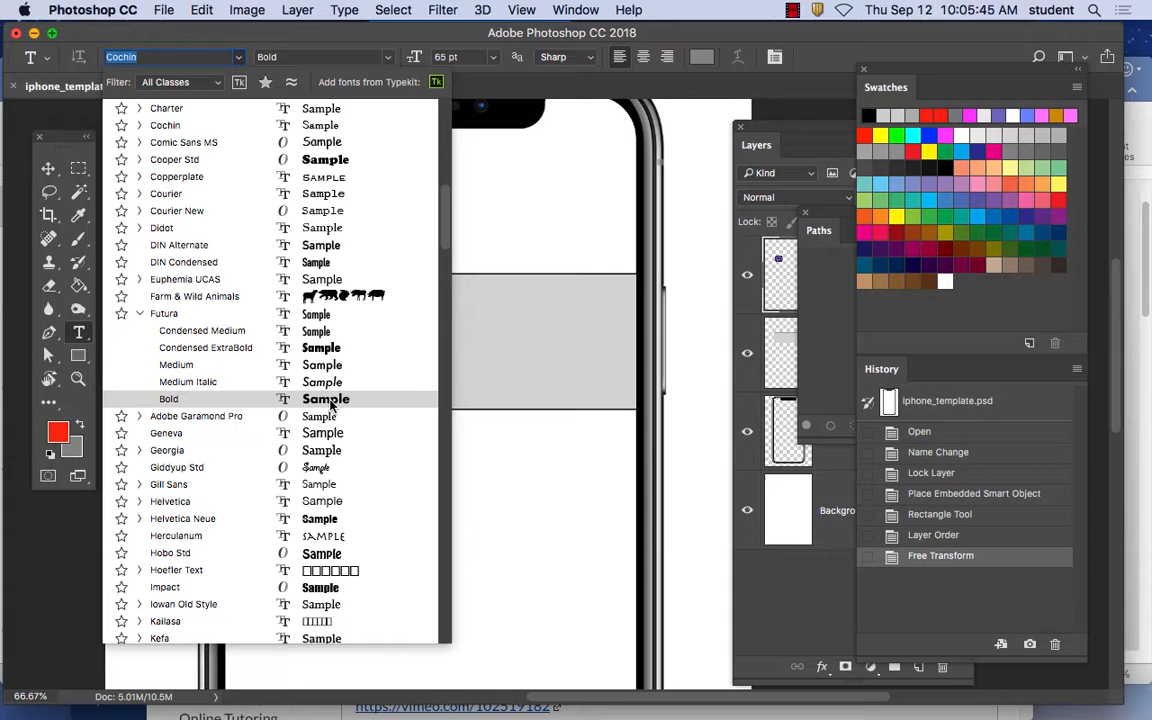 Photoshop CC File Edit Image Layer Type Select Filter 3D View Window Help Thu Sep 12 10:05:45 AM student
Adobe Photoshop CC 2018
Cochin Bold 65 pt Sharp
Filter: All Classes Tk Add fonts from Typekit: Tk
iphone_templat
Charter Sample
Cochin Sample
Comic Sans MS Sample
Cooper Std Sample
Copperplate SAMPLE
Courier Sample
Courier New Sample
Didot Sample
DIN Alternate Sample
DIN Condensed Sample
Euphemia UCAS Sample
Farm & Wild Animals
Futura Sample
Condensed Medium Sample
Condensed ExtraBold Sample
Medium Sample
Medium Italic Sample
Bold Sample
Adobe Garamond Pro Sample
Geneva Sample
Georgia Sample
Giddyup Std Sample
Gill Sans Sample
Helvetica Sample
Helvetica Neue Sample
Herculanum SAMPLE
Hobo Std Sample
Hoefler Text
Impact Sample
Iowan Old Style Sample
Kailasa
Kefa Sample
Swatches
Layers
Kind
Normal
Lock:
Paths
Backgro
History
iphone_template.psd
Open
Name Change
Lock Layer
Place Embedded Smart Object
Rectangle Tool
Layer Order
Free Transform
fx
66.67% Doc: 5.01M/10.5M
Online Tutoring
https://vimeo.com/102519182